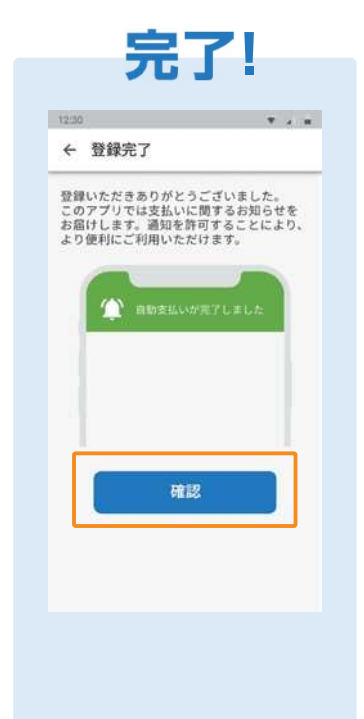 完了!
12:30
← 登録完了
登録いただきありがとうございました。
このアプリでは支払いに関するお知らせを
お届けします。通知を許可することにより、
より便利にご利用いただけます。
自動支払いが完了しました
確認